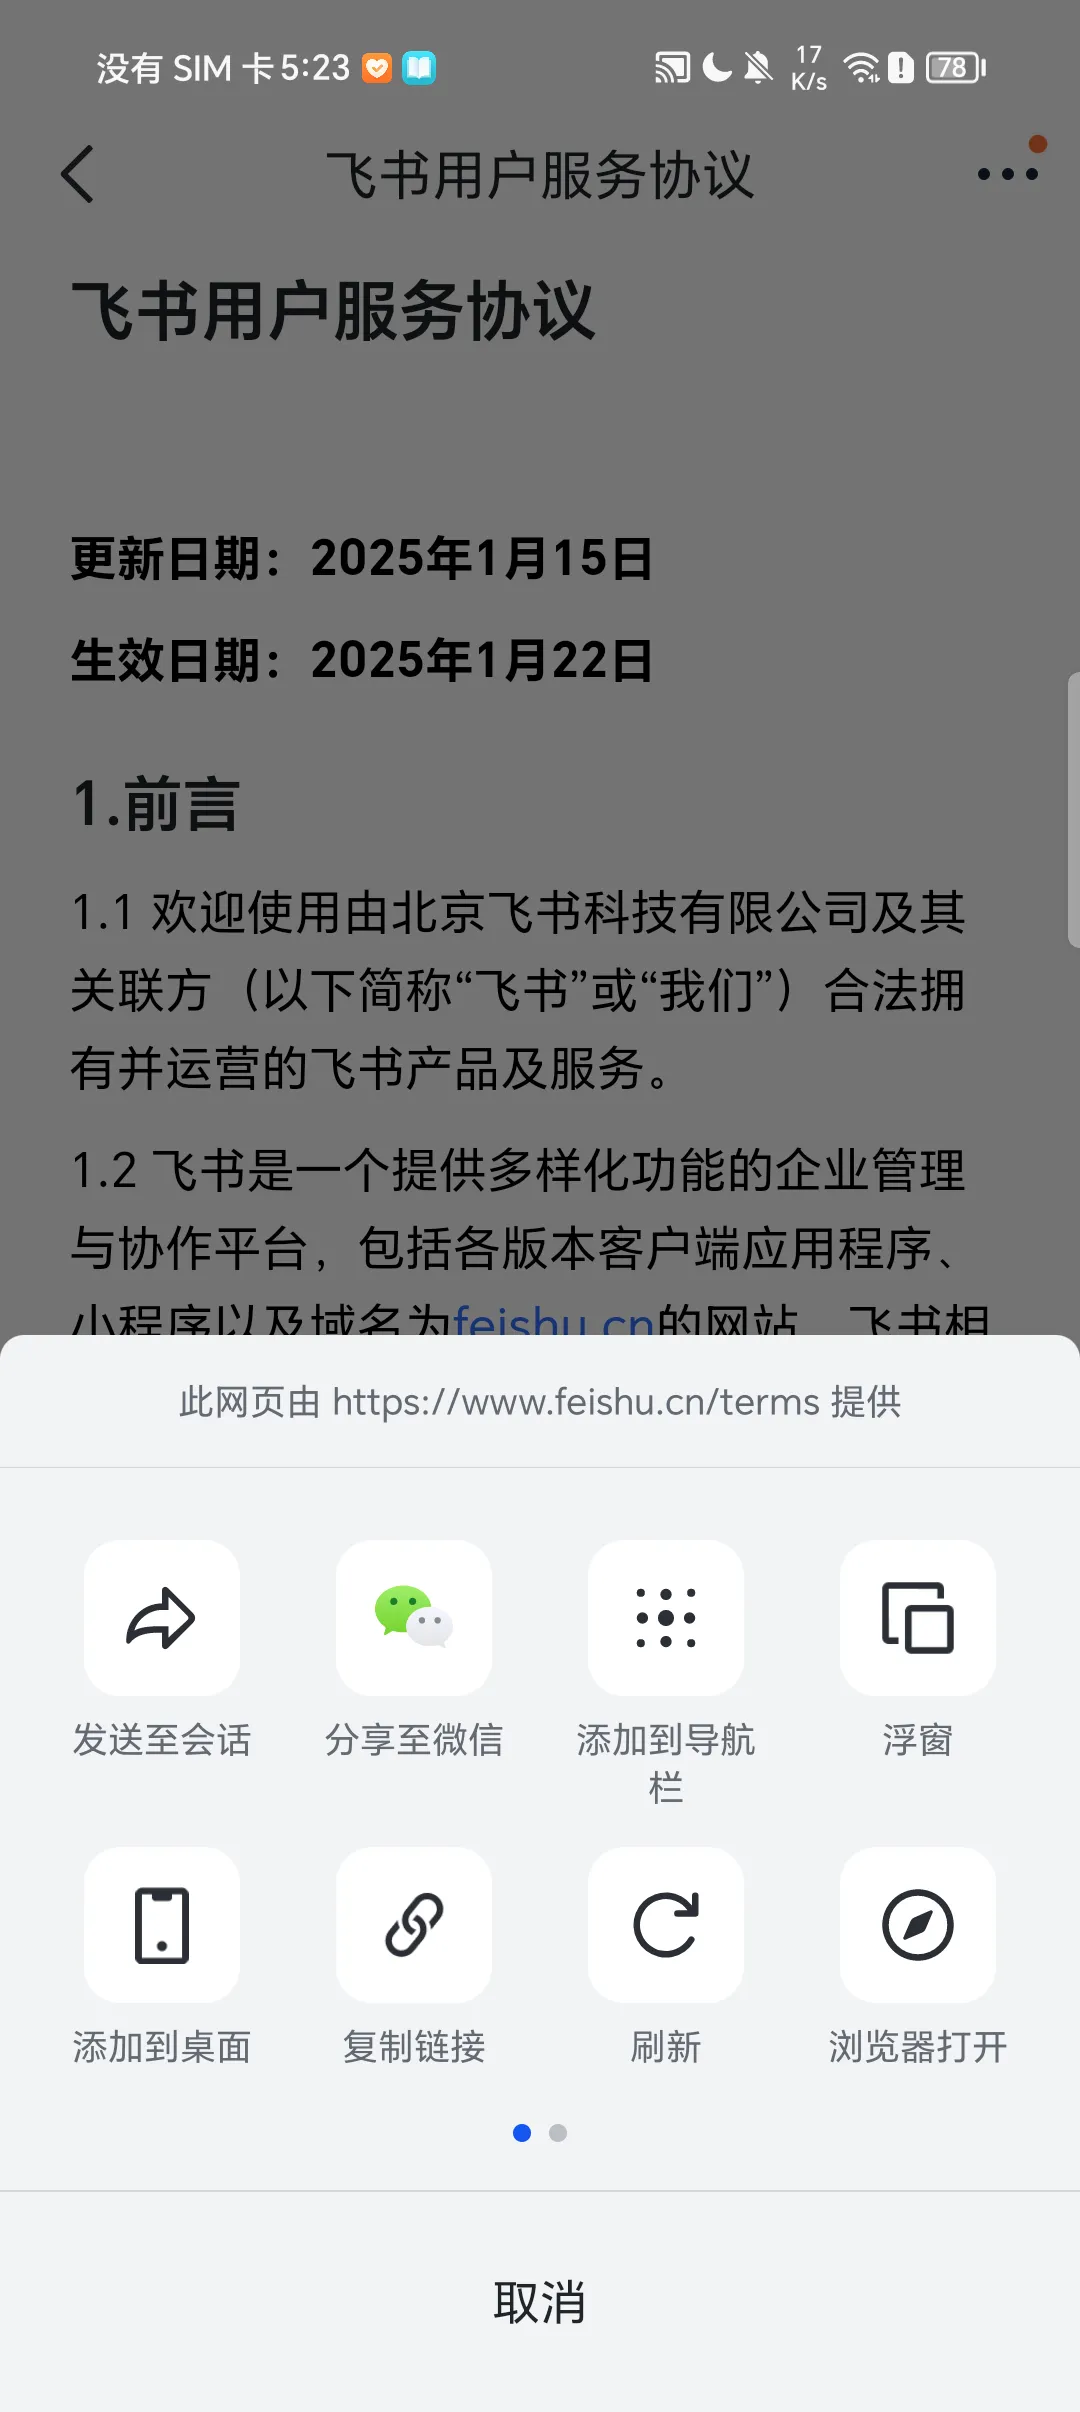 没有 SIM 卡 5:23
17
K/s
78
飞书用户服务协议
飞书用户服务协议
更新日期：2025年1月15日
生效日期：2025年1月22日
1.前言
1.1 欢迎使用由北京飞书科技有限公司及其
关联方（以下简称“飞书”或“我们”）合法拥
有并运营的飞书产品及服务。
1.2 飞书是一个提供多样化功能的企业管理
与协作平台，包括各版本客户端应用程序、
小程序以及域名为feishu.cn的网站、飞书相
此网页由 https://www.feishu.cn/terms 提供
发送至会话
分享至微信
添加到导航
栏
浮窗
添加到桌面
复制链接
刷新
浏览器打开
取消